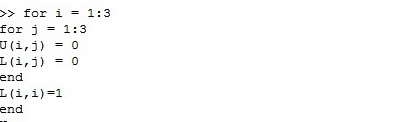 >> for i = 1:3
for j = 1:3
U(i,j) = 0
L(i,j) = 0
end
L(i,i)=1
end